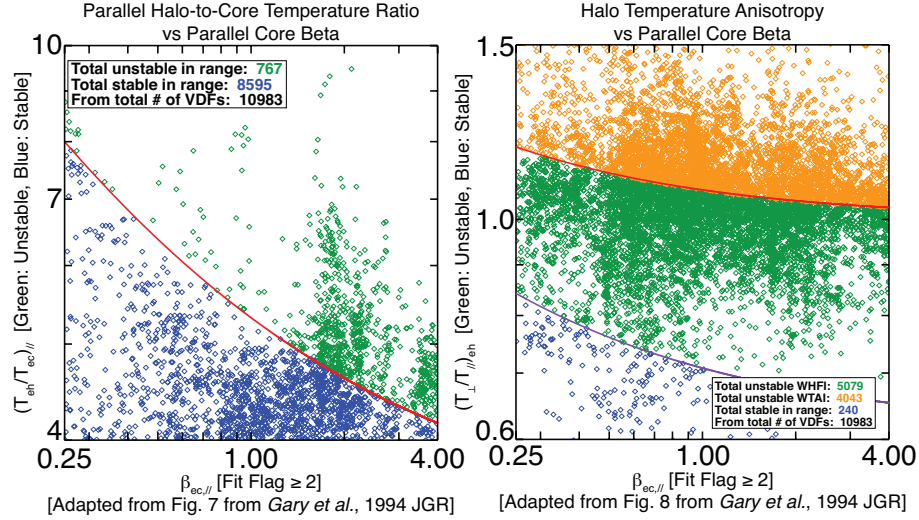 Parallel Halo-to-Core Temperature Ratio
vs Parallel Core Beta
10
7
4
(T_eh/T_ec)_// [Green: Unstable, Blue: Stable]
Total unstable in range: 767
Total stable in range: 8595
From total # of VDFs: 10983
0.25
1.00
4.00
β_ec,// [Fit Flag ≥ 2]
[Adapted from Fig. 7 from Gary et al., 1994 JGR]
Halo Temperature Anisotropy
vs Parallel Core Beta
1.5
1.0
0.6
(T_⊥/T_//)_eh [Green: Unstable, Blue: Stable]
Total unstable WHFI: 5079
Total unstable WTAI: 4043
Total stable in range: 240
From total # of VDFs: 10983
0.25
1.00
4.00
β_ec,// [Fit Flag ≥ 2]
[Adapted from Fig. 8 from Gary et al., 1994 JGR]